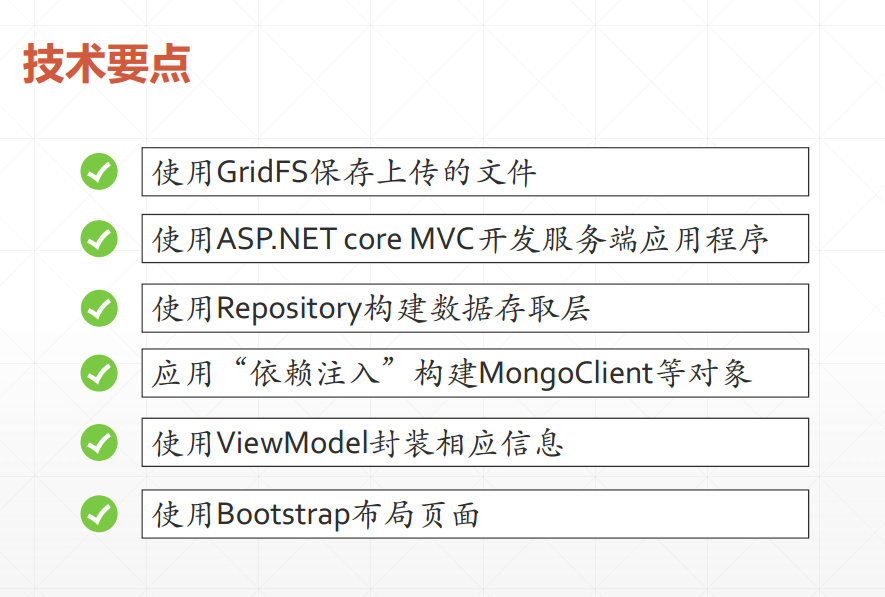 技术要点
使用GridFS保存上传的文件
使用ASP.NET core MVC开发服务端应用程序
使用Repository构建数据存取层
应用“依赖注入”构建MongoClient等对象
使用ViewModel封装相应信息
使用Bootstrap布局页面